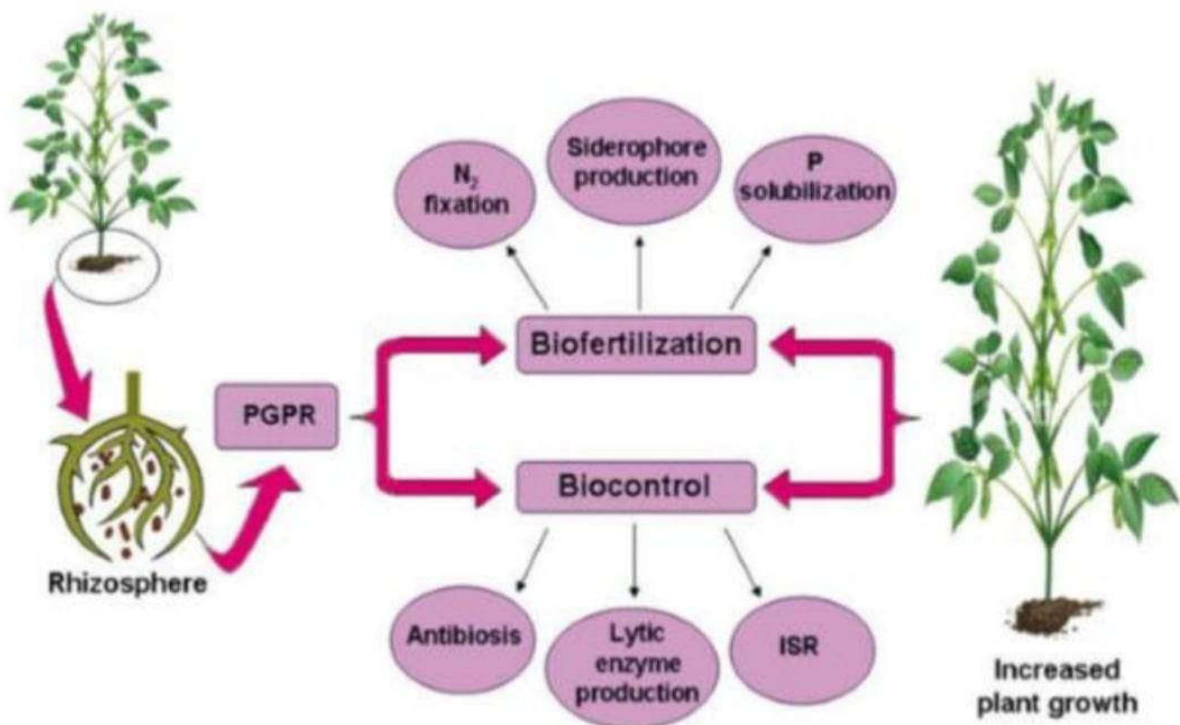 N₂
fixation
Siderophore
production
P
solubilization
Biofertilization
PGPR
Biocontrol
Rhizosphere
Antibiosis
Lytic
enzyme
production
ISR
Increased
plant growth